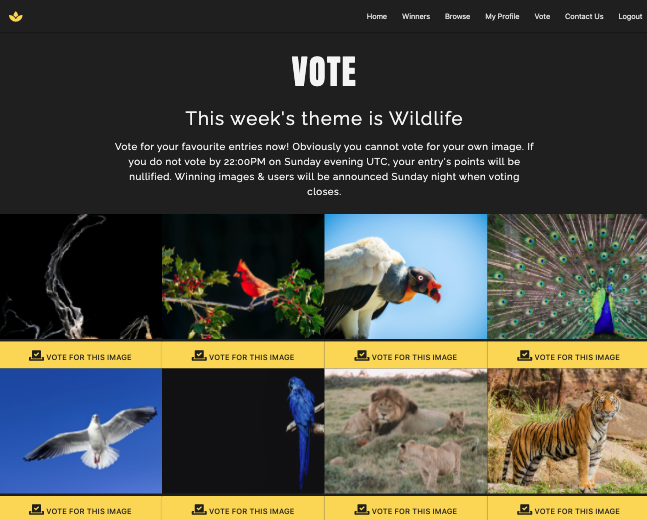 Home Winners Browse My Profile Vote Contact Us Logout
VOTE
This week's theme is Wildlife
Vote for your favourite entries now! Obviously you cannot vote for your own image. If
you do not vote by 22:00PM on Sunday evening UTC, your entry's points will be
nullified. Winning images & users will be announced Sunday night when voting
closes.
VOTE FOR THIS IMAGE VOTE FOR THIS IMAGE VOTE FOR THIS IMAGE VOTE FOR THIS IMAGE
VOTE FOR THIS IMAGE VOTE FOR THIS IMAGE VOTE FOR THIS IMAGE VOTE FOR THIS IMAGE